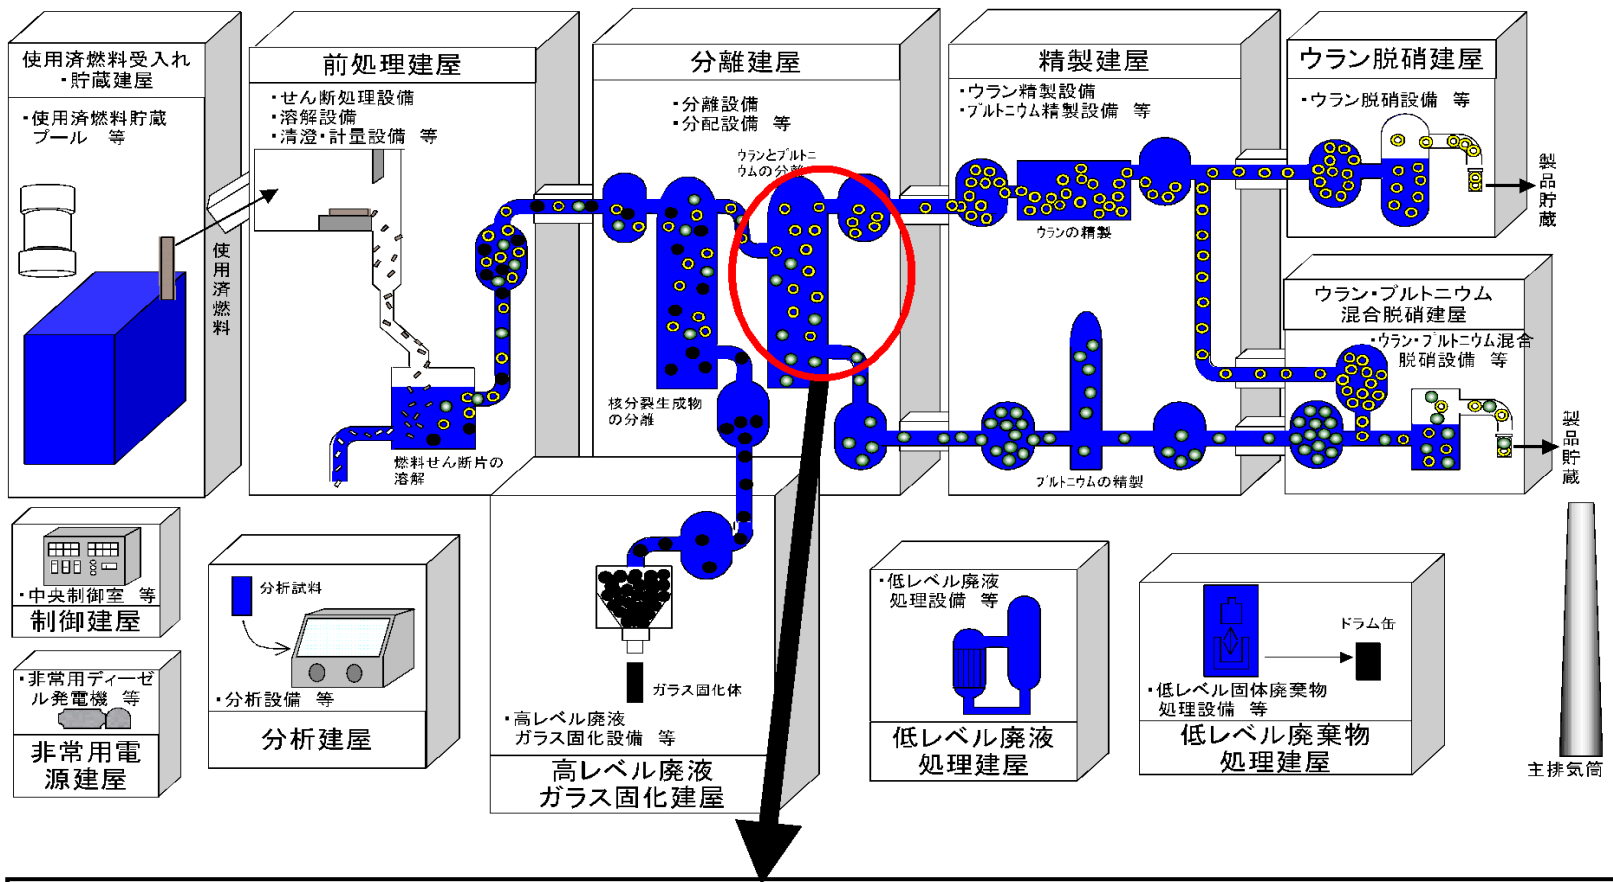 使用済燃料受入れ
・貯蔵建屋
・使用済燃料貯蔵
プール 等
使用済燃料
前処理建屋
・せん断処理設備
・溶解設備
・清澄・計量設備 等
燃料せん断片の
溶解
分離建屋
・分離設備
・分配設備 等
ウランとプルトニ
ウムの分離
核分裂生成物
の分離
精製建屋
・ウラン精製設備
・プルトニウム精製設備 等
ウランの精製
プルトニウムの精製
ウラン脱硝建屋
・ウラン脱硝設備 等
製品貯蔵
ウラン・プルトニウム
混合脱硝建屋
・ウラン・プルトニウム混合
脱硝設備 等
製品貯蔵
・中央制御室 等
制御建屋
・非常用ディーゼ
ル発電機 等
非常用電
源建屋
分析試料
・分析設備 等
分析建屋
ガラス固化体
・高レベル廃液
ガラス固化設備 等
高レベル廃液
ガラス固化建屋
・低レベル廃液
処理設備 等
低レベル廃液
処理建屋
ドラム缶
・低レベル固体廃棄物
処理設備 等
低レベル廃棄物
処理建屋
主排気筒